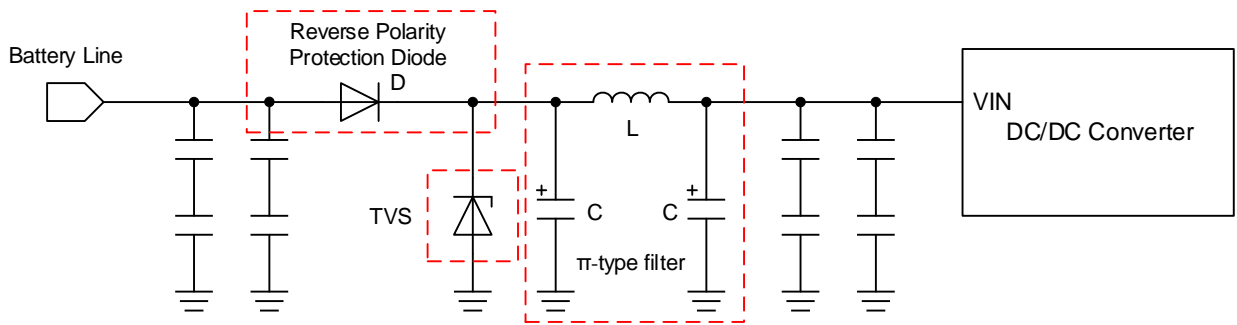 Reverse Polarity
Protection Diode
Battery Line
D
VIN
DC/DC Converter
L
+
+
TVS
C
C
π-type filter